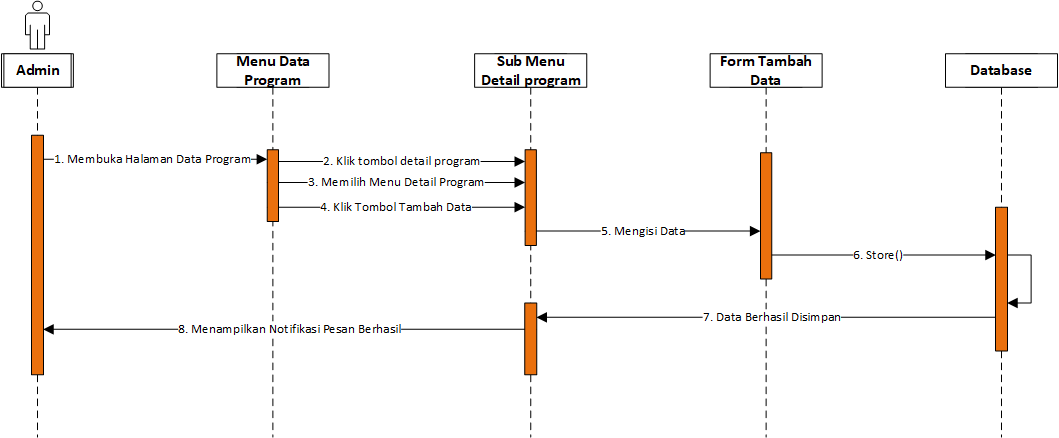 Admin
Menu Data
Program
Sub Menu
Detail program
Form Tambah
Data
Database
1. Membuka Halaman Data Program
2. Klik tombol detail program
3. Memilih Menu Detail Program
4. Klik Tombol Tambah Data
5. Mengisi Data
6. Store()
7. Data Berhasil Disimpan
8. Menampilkan Notifikasi Pesan Berhasil